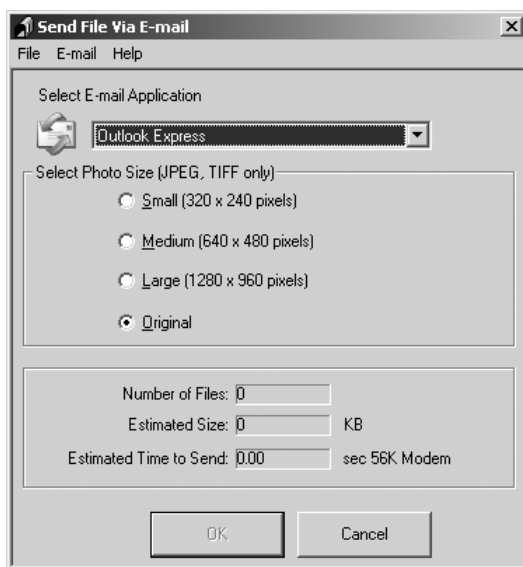 Send File Via E-mail
File E-mail Help
Select E-mail Application
Outlook Express
Select Photo Size (JPEG, TIFF only)
Small (320 x 240 pixels)
Medium (640 x 480 pixels)
Large (1280 x 960 pixels)
Original
Number of Files: 0
Estimated Size: 0 KB
Estimated Time to Send: 0.00 sec 56K Modem
OK Cancel